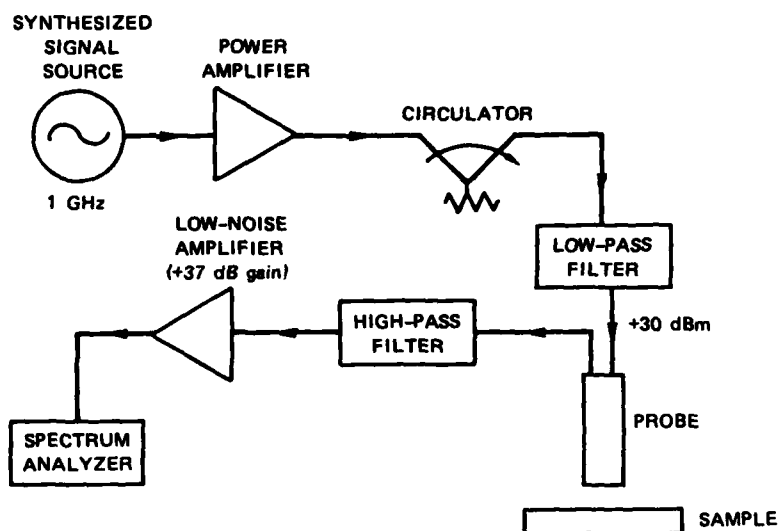 SYNTHESIZED
SIGNAL
SOURCE
POWER
AMPLIFIER
CIRCULATOR
1 GHz
LOW-NOISE
AMPLIFIER
(+37 dB gain)
LOW-PASS
FILTER
HIGH-PASS
FILTER
+30 dBm
PROBE
SPECTRUM
ANALYZER
SAMPLE